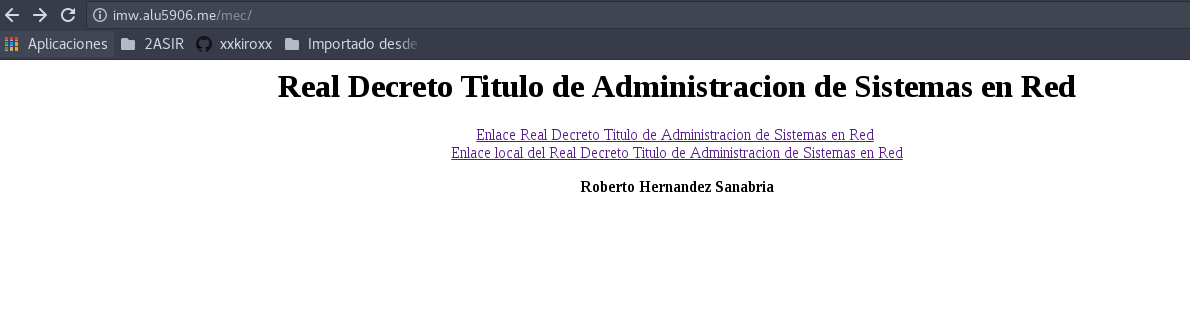 imw.alu5906.me/mec/
Aplicaciones 2ASIR xxkiroxx Importado desde
Real Decreto Titulo de Administracion de Sistemas en Red
Enlace Real Decreto Titulo de Administracion de Sistemas en Red
Enlace local del Real Decreto Titulo de Administracion de Sistemas en Red
Roberto Hernandez Sanabria